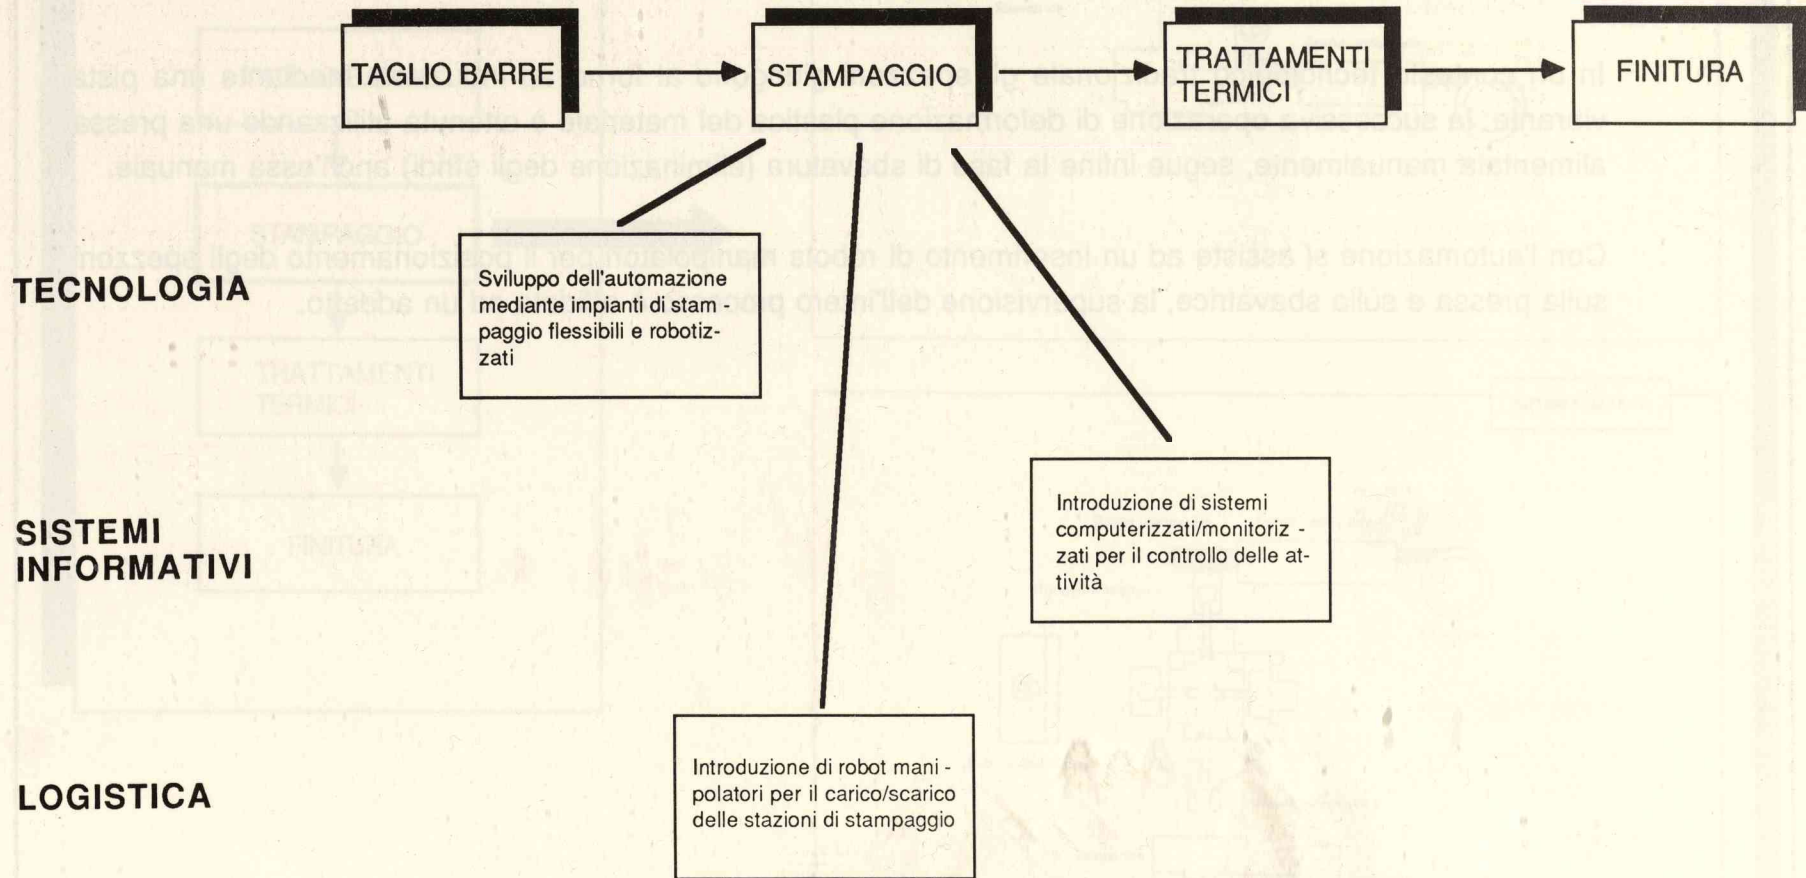 TAGLIO BARRE
STAMPAGGIO
TRATTAMENTI
TERMICI
FINITURA
TECNOLOGIA
Sviluppo dell'automazione
mediante impianti di stam
paggio flessibili e robotiz-
zati
SISTEMI
INFORMATIVI
Introduzione di sistemi
computerizzati/monitoriz -
zati per il controllo delle at-
tività
LOGISTICA
Introduzione di robot mani -
polatori per il carico/scarico
delle stazioni di stampaggio